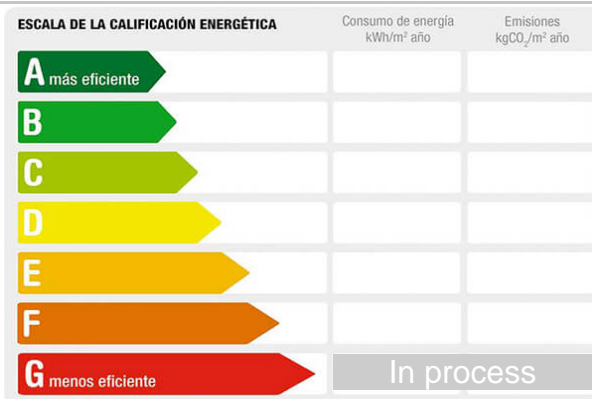 ESCALA DE LA CALIFICACIÓN ENERGÉTICA
Consumo de energía
kWh/m² año
Emisiones
kgCO₂/m² año
A más eficiente
B
C
D
E
F
G menos eficiente
In process